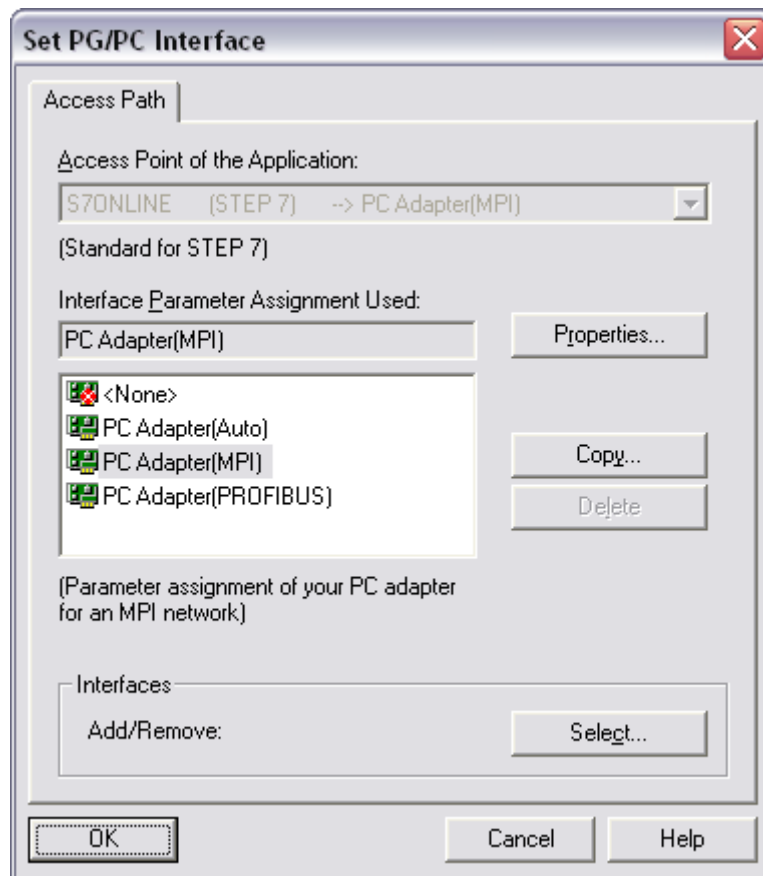 Set PG/PC Interface
Access Path
Access Point of the Application:
S7ONLINE (STEP 7) --> PC Adapter(MPI)
(Standard for STEP 7)
Interface Parameter Assignment Used:
PC Adapter(MPI)
Properties...
<None>
PC Adapter(Auto)
PC Adapter(MPI)
PC Adapter(PROFIBUS)
Copy...
Delete
(Parameter assignment of your PC adapter
for an MPI network)
Interfaces
Add/Remove:
Select...
OK
Cancel
Help